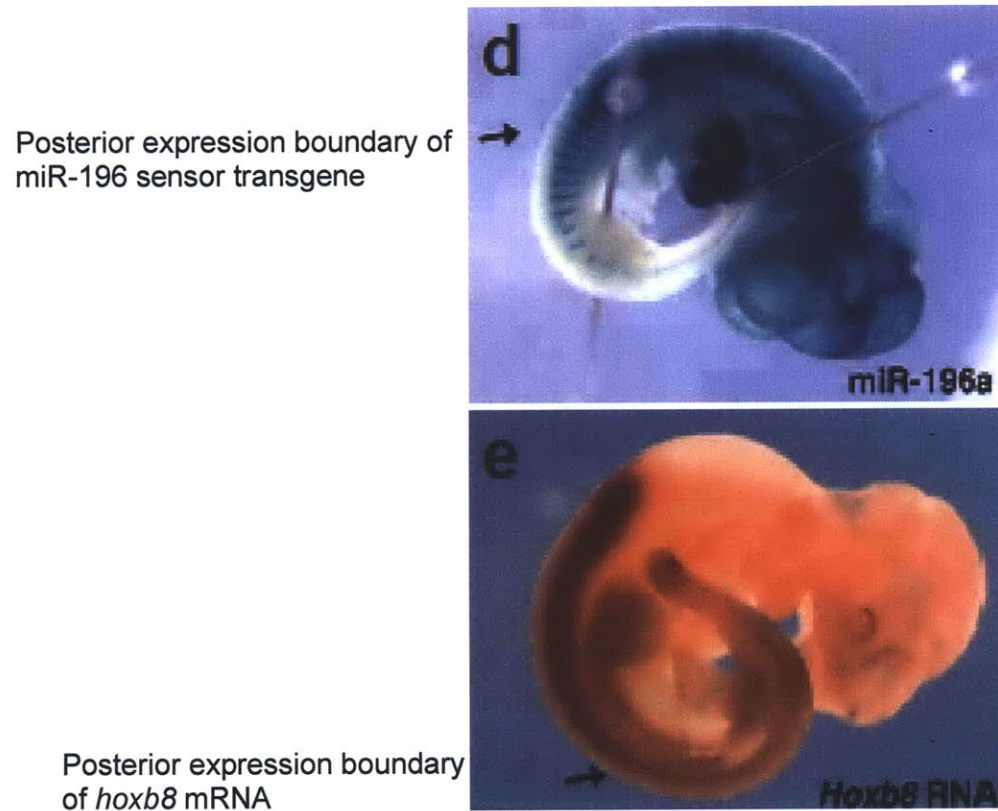 d
Posterior expression boundary of
miR-196 sensor transgene
miR-196a
e
Posterior expression boundary
of hoxb8 mRNA
Hoxb8 RNA